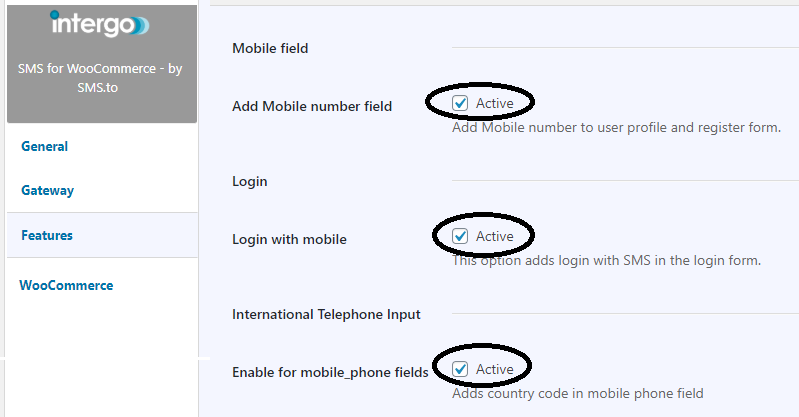 intergo
SMS for WooCommerce - by
SMS.to
General
Gateway
Features
WooCommerce
Mobile field
Add Mobile number field
Active
Add Mobile number to user profile and register form.
Login
Login with mobile
Active
This option adds login with SMS in the login form.
International Telephone Input
Enable for mobile_phone fields
Active
Adds country code in mobile phone field